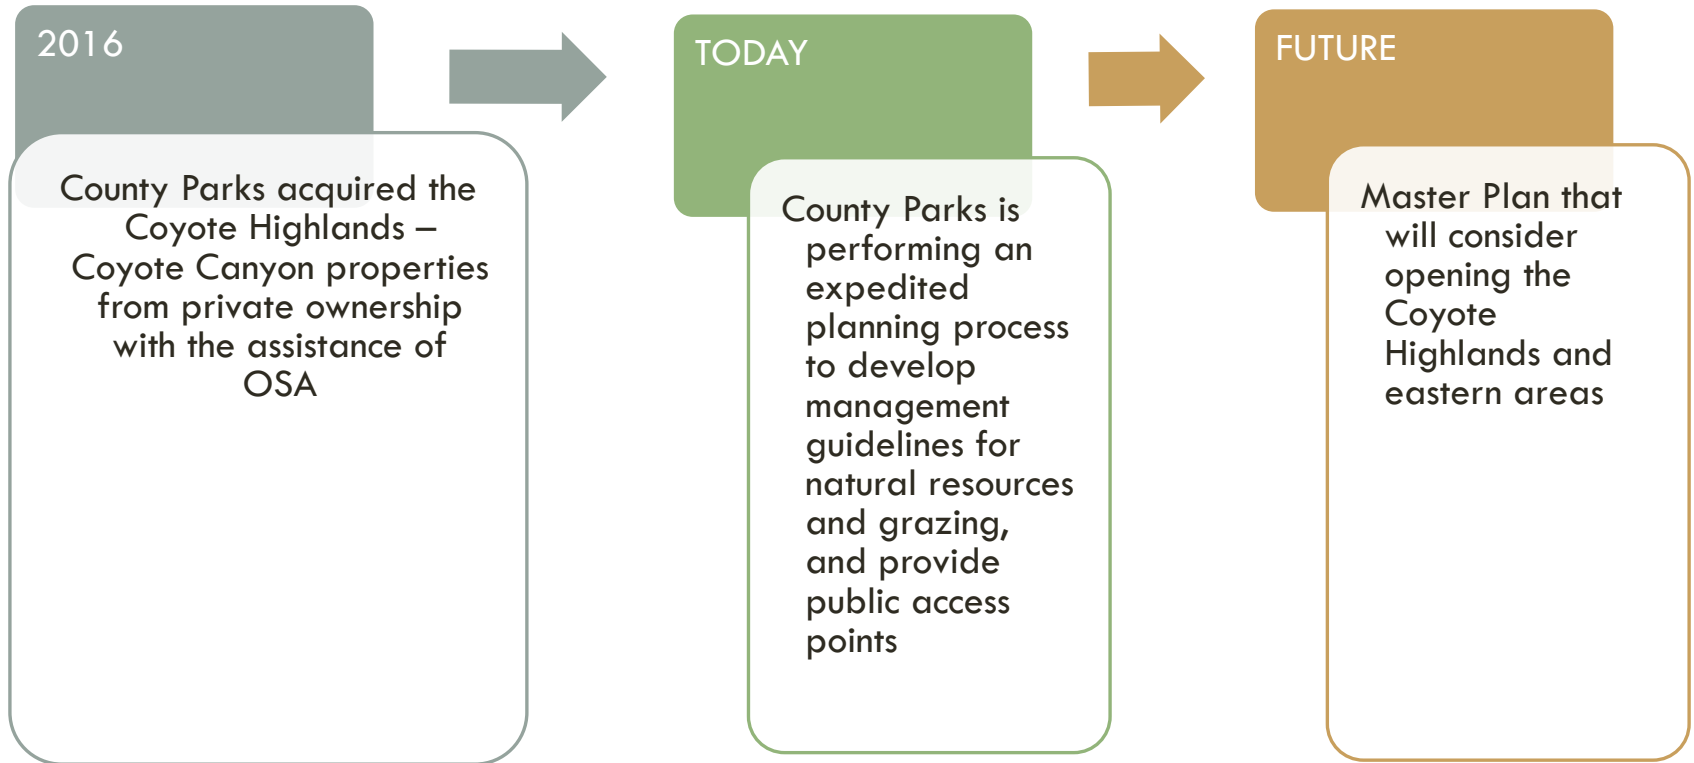 2016
County Parks acquired the
Coyote Highlands –
Coyote Canyon properties
from private ownership
with the assistance of
OSA
TODAY
County Parks is
performing an
expedited
planning process
to develop
management
guidelines for
natural resources
and grazing,
and provide
public access
points
FUTURE
Master Plan that
will consider
opening the
Coyote
Highlands and
eastern areas